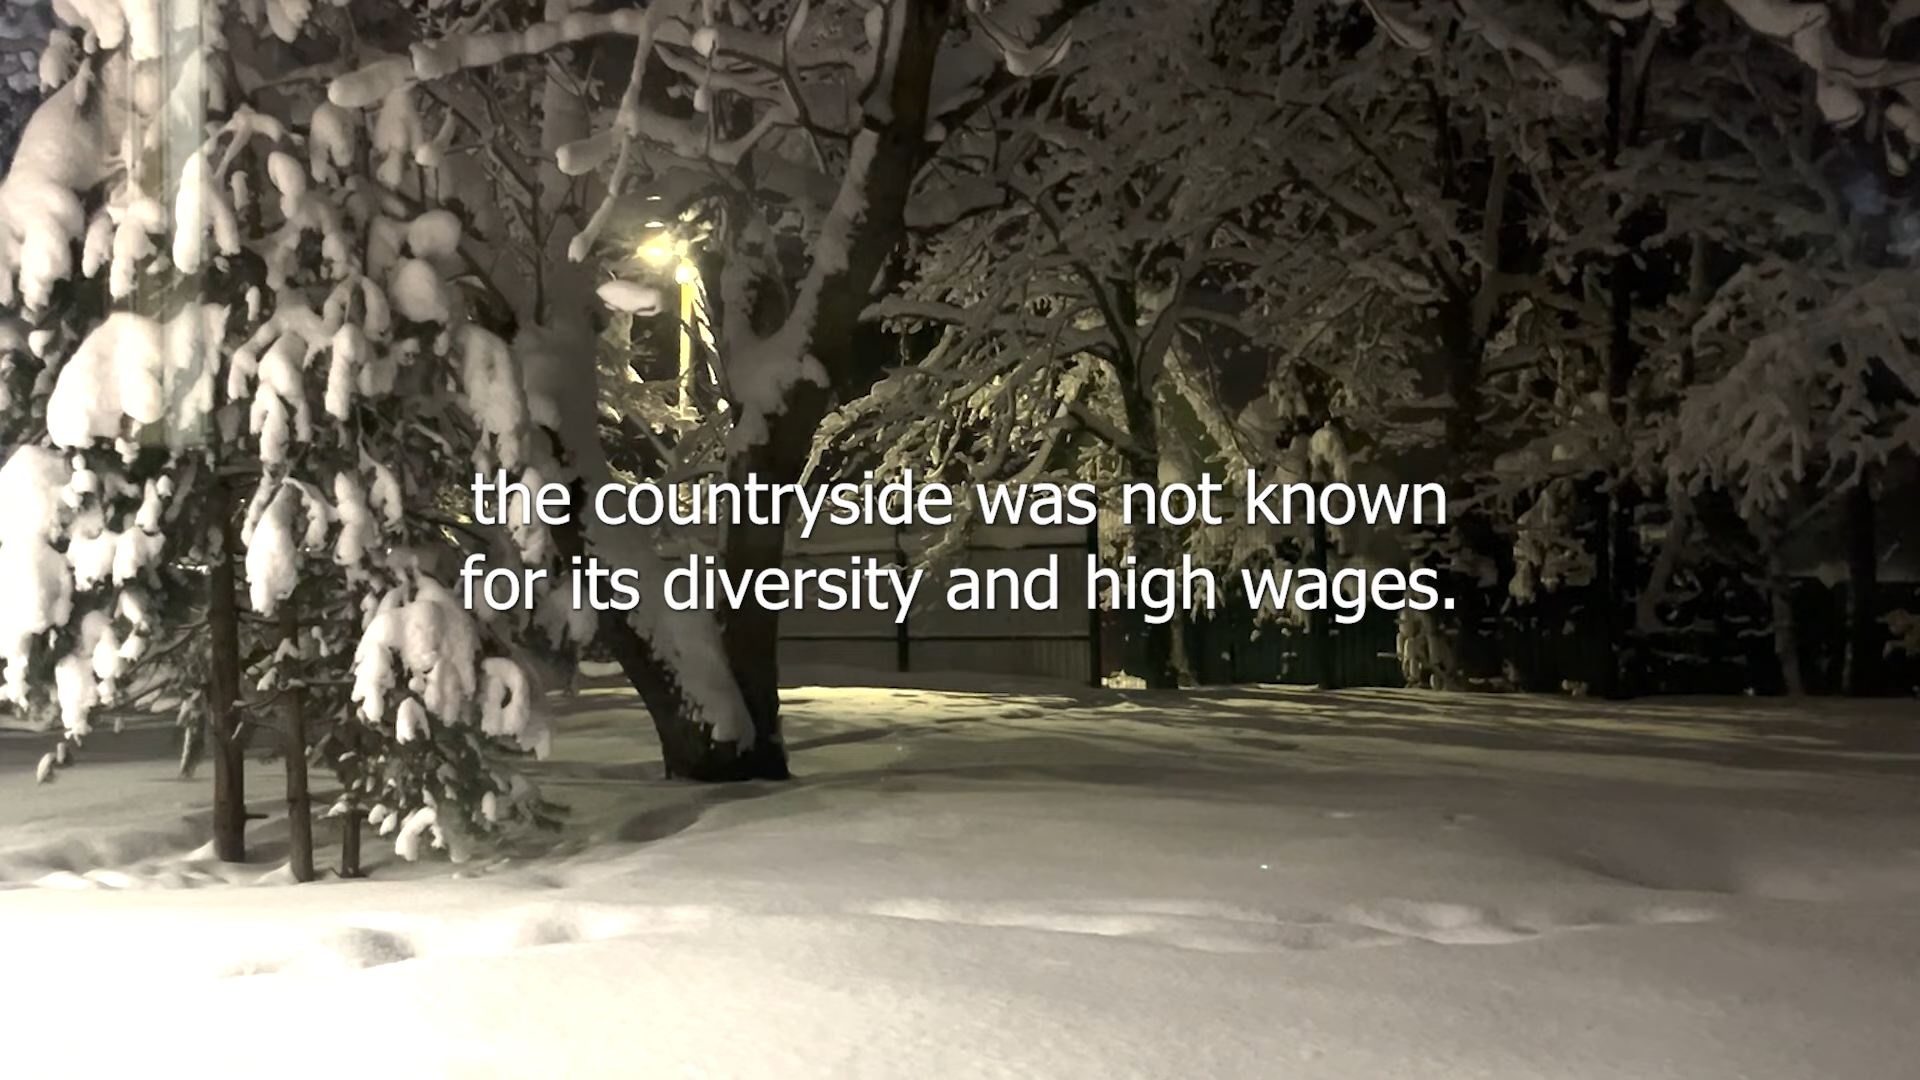 the countryside was not known
for its diversity and high wages.